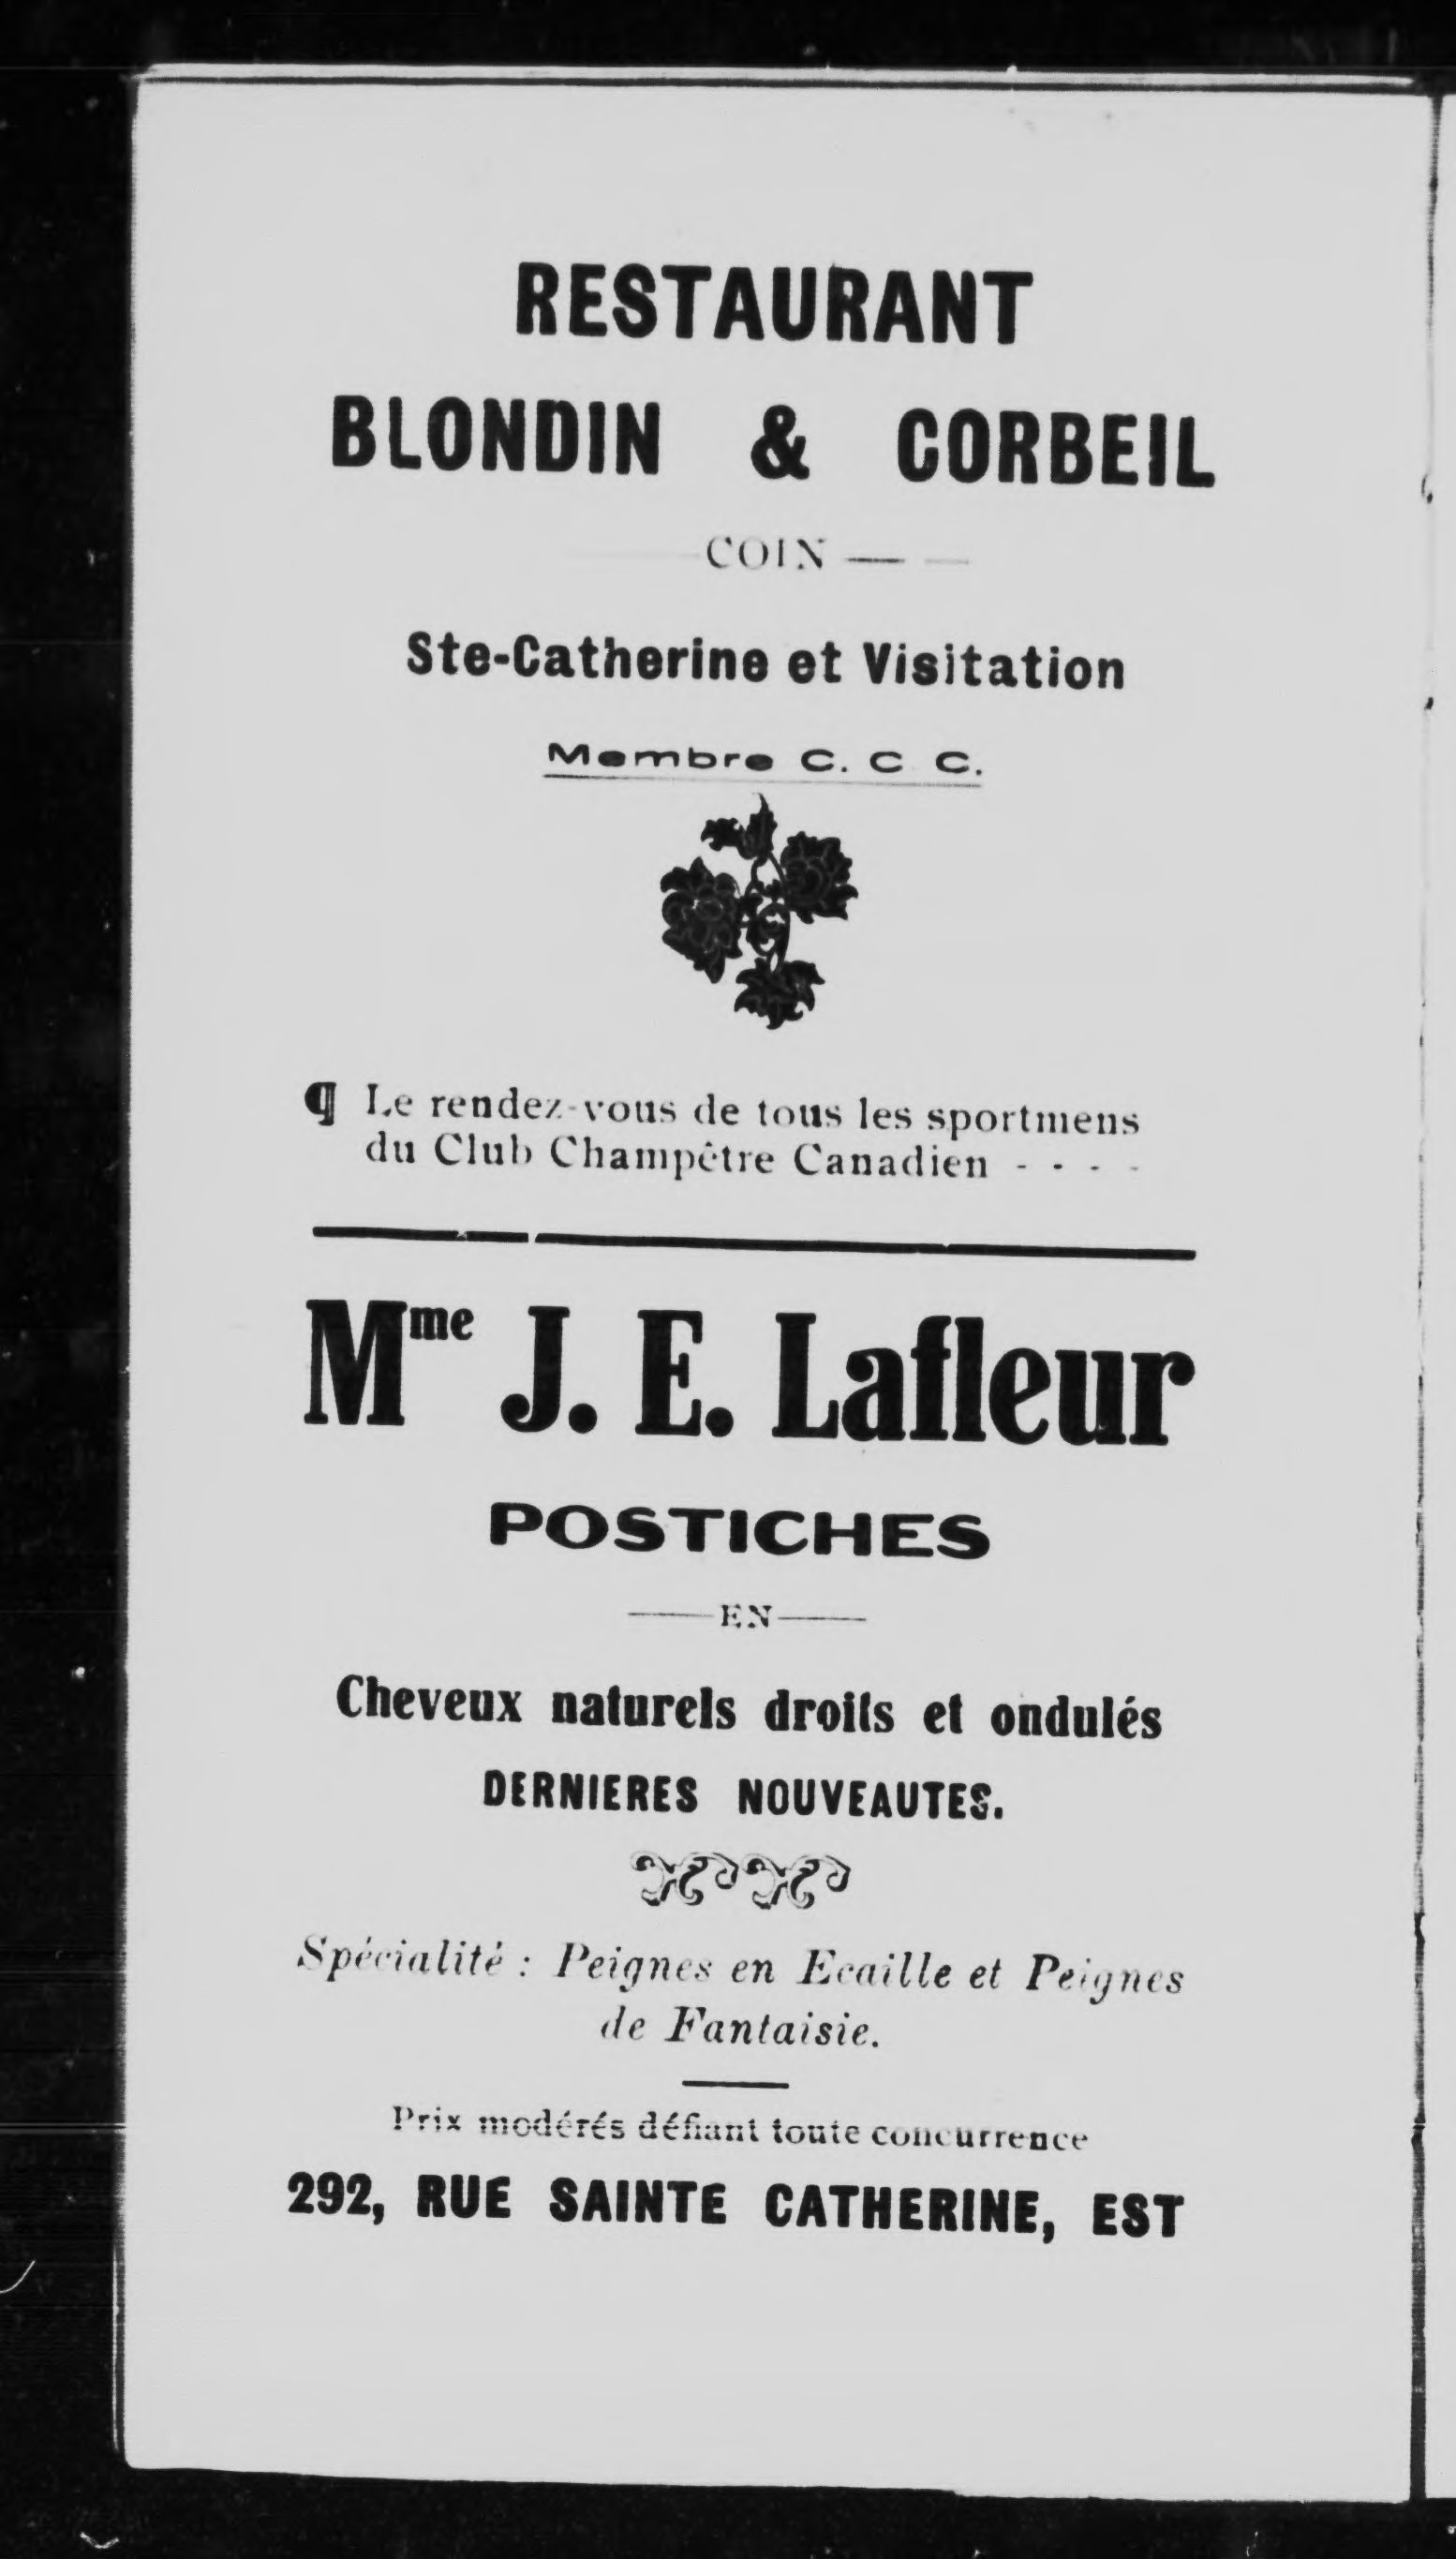 RESTAURANT
BLONDIN & CORBEIL
COIN — —
Ste-Catherine et Visitation
Membre C. C C.
¶ Le rendez-vous de tous les sportmens
du Club Champêtre Canadien - - - -
Mme J. E. Lafleur
POSTICHES
—EN—
Cheveux naturels droits et ondulés
DERNIERES NOUVEAUTES.
Spécialité : Peignes en Ecaille et Peignes
de Fantaisie.
Prix modérés défiant toute concurrence
292, RUE SAINTE CATHERINE, EST